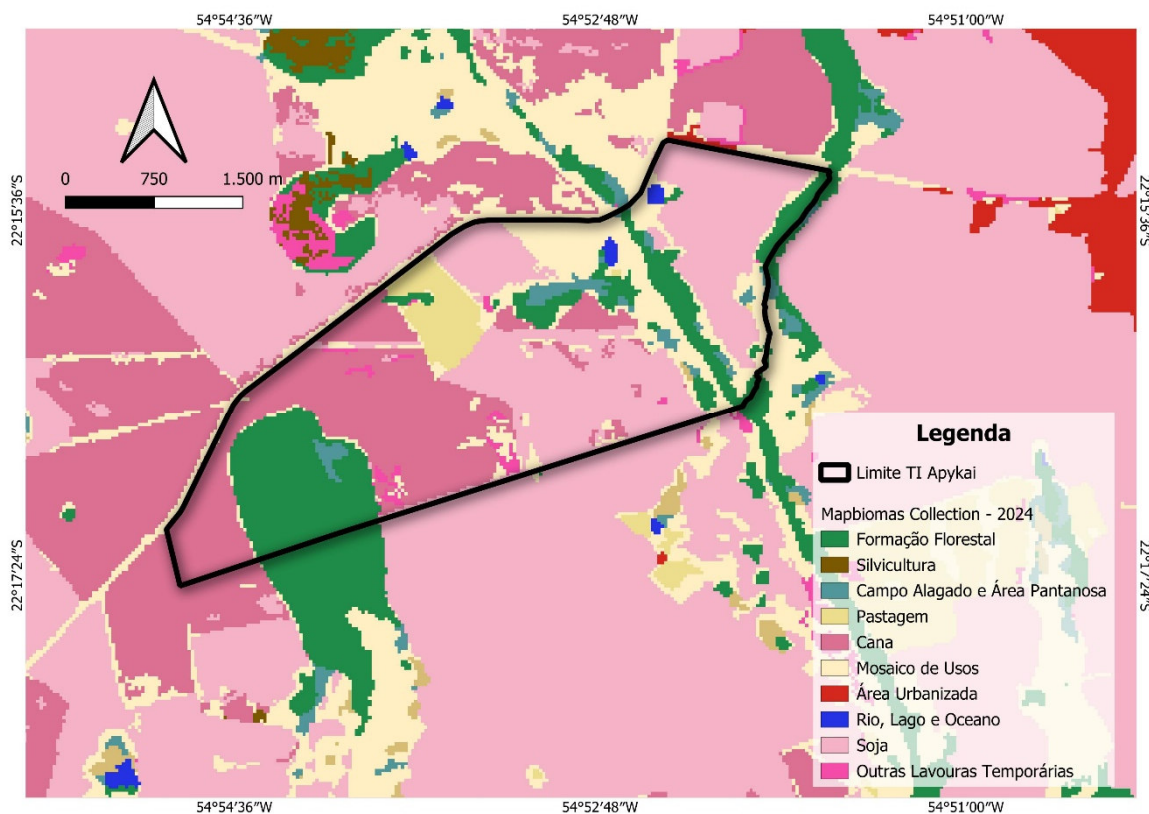 54°54′36″W 54°52′48″W 54°51′00″W
0 750 1.500 m
22°15′36″S
22°15′36″S
22°17′24″S
22°17′24″S
Legenda
Limite TI Apykai
Mapbiomas Collection - 2024
Formação Florestal
Silvicultura
Campo Alagado e Área Pantanosa
Pastagem
Cana
Mosaico de Usos
Área Urbanizada
Rio, Lago e Oceano
Soja
Outras Lavouras Temporárias
54°54′36″W 54°52′48″W 54°51′00″W